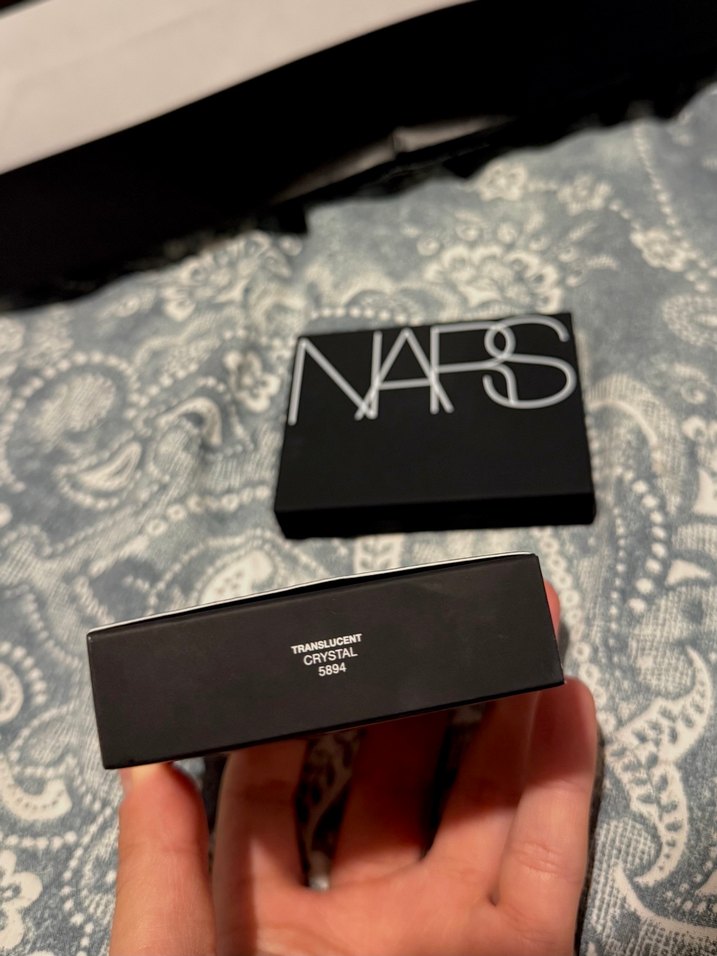 NARS
TRANSLUCENT
CRYSTAL
5894